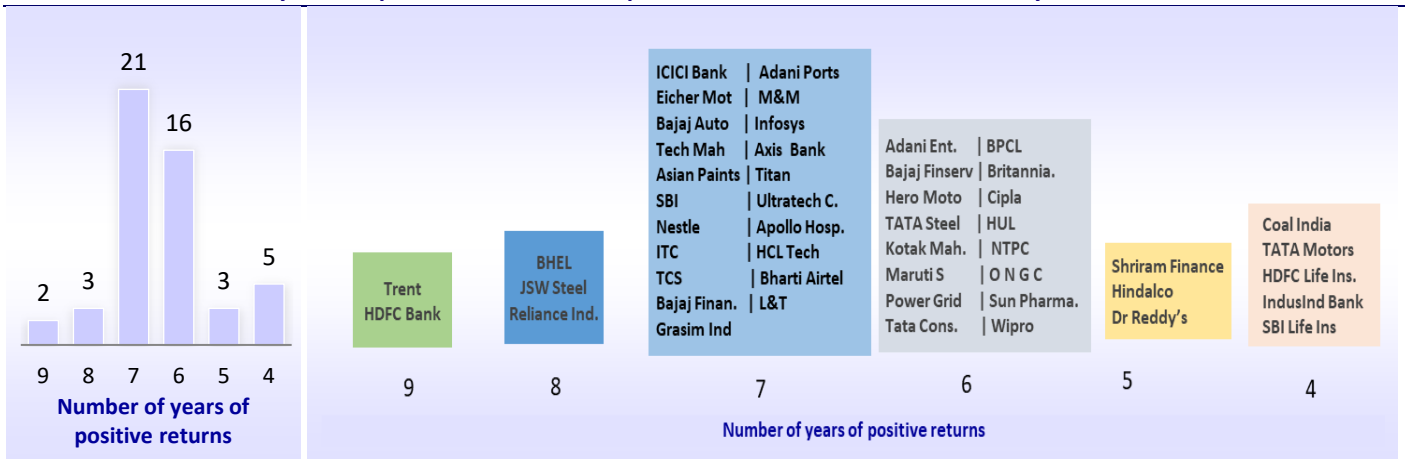 21
16
5
3
3
2
9 8 7 6 5 4
Number of years of
positive returns
Trent
HDFC Bank
9
BHEL
JSW Steel
Reliance Ind.
8
ICICI Bank | Adani Ports
Eicher Mot | M&M
Bajaj Auto | Infosys
Tech Mah | Axis Bank
Asian Paints | Titan
SBI | Ultratech C.
Nestle | Apollo Hosp.
ITC | HCL Tech
TCS | Bharti Airtel
Bajaj Finan. | L&T
Grasim Ind
7
Adani Ent. | BPCL
Bajaj Finserv | Britannia.
Hero Moto | Cipla
TATA Steel | HUL
Kotak Mah. | NTPC
Maruti S | O N G C
Power Grid | Sun Pharma.
Tata Cons. | Wipro
6
Shriram Finance
Hindalco
Dr Reddy’s
5
Coal India
TATA Motors
HDFC Life Ins.
IndusInd Bank
SBI Life Ins
4
Number of years of positive returns